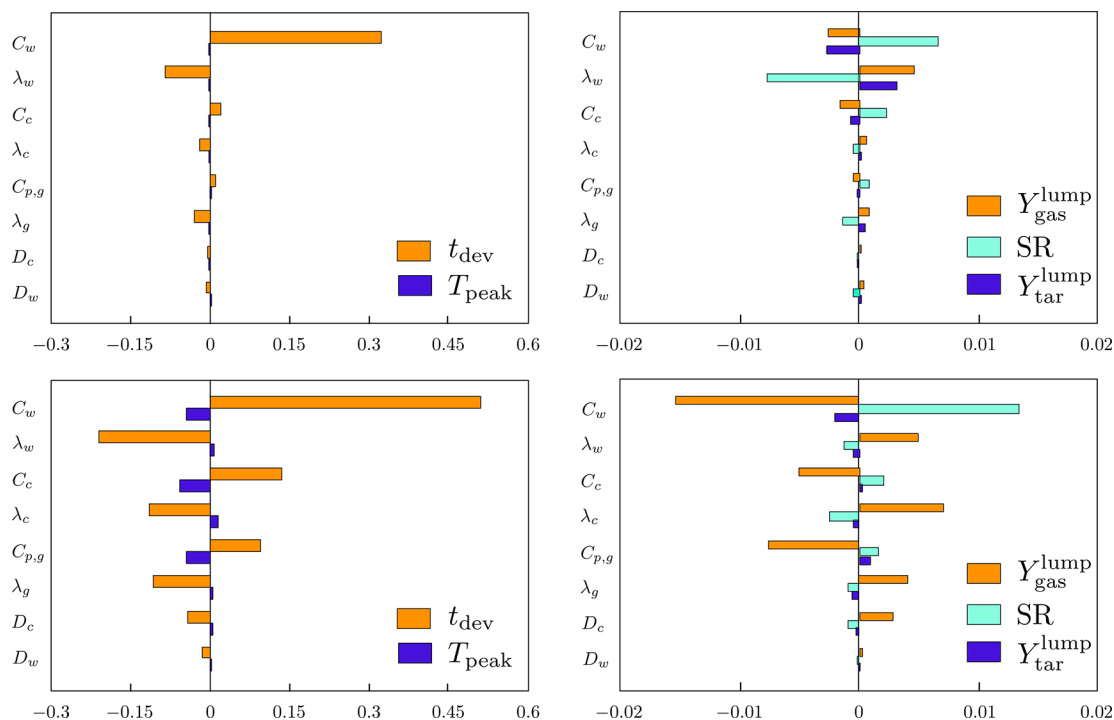 C_w
λ_w
C_c
λ_c
C_{p,g}
λ_g
D_c
D_w
t_dev
T_peak
−0.3 −0.15 0 0.15 0.3 0.45 0.6
C_w
λ_w
C_c
λ_c
C_{p,g}
λ_g
D_c
D_w
Y_gas^lump
SR
Y_tar^lump
−0.02 −0.01 0 0.01 0.02
C_w
λ_w
C_c
λ_c
C_{p,g}
λ_g
D_c
D_w
t_dev
T_peak
−0.3 −0.15 0 0.15 0.3 0.45 0.6
C_w
λ_w
C_c
λ_c
C_{p,g}
λ_g
D_c
D_w
Y_gas^lump
SR
Y_tar^lump
−0.02 −0.01 0 0.01 0.02